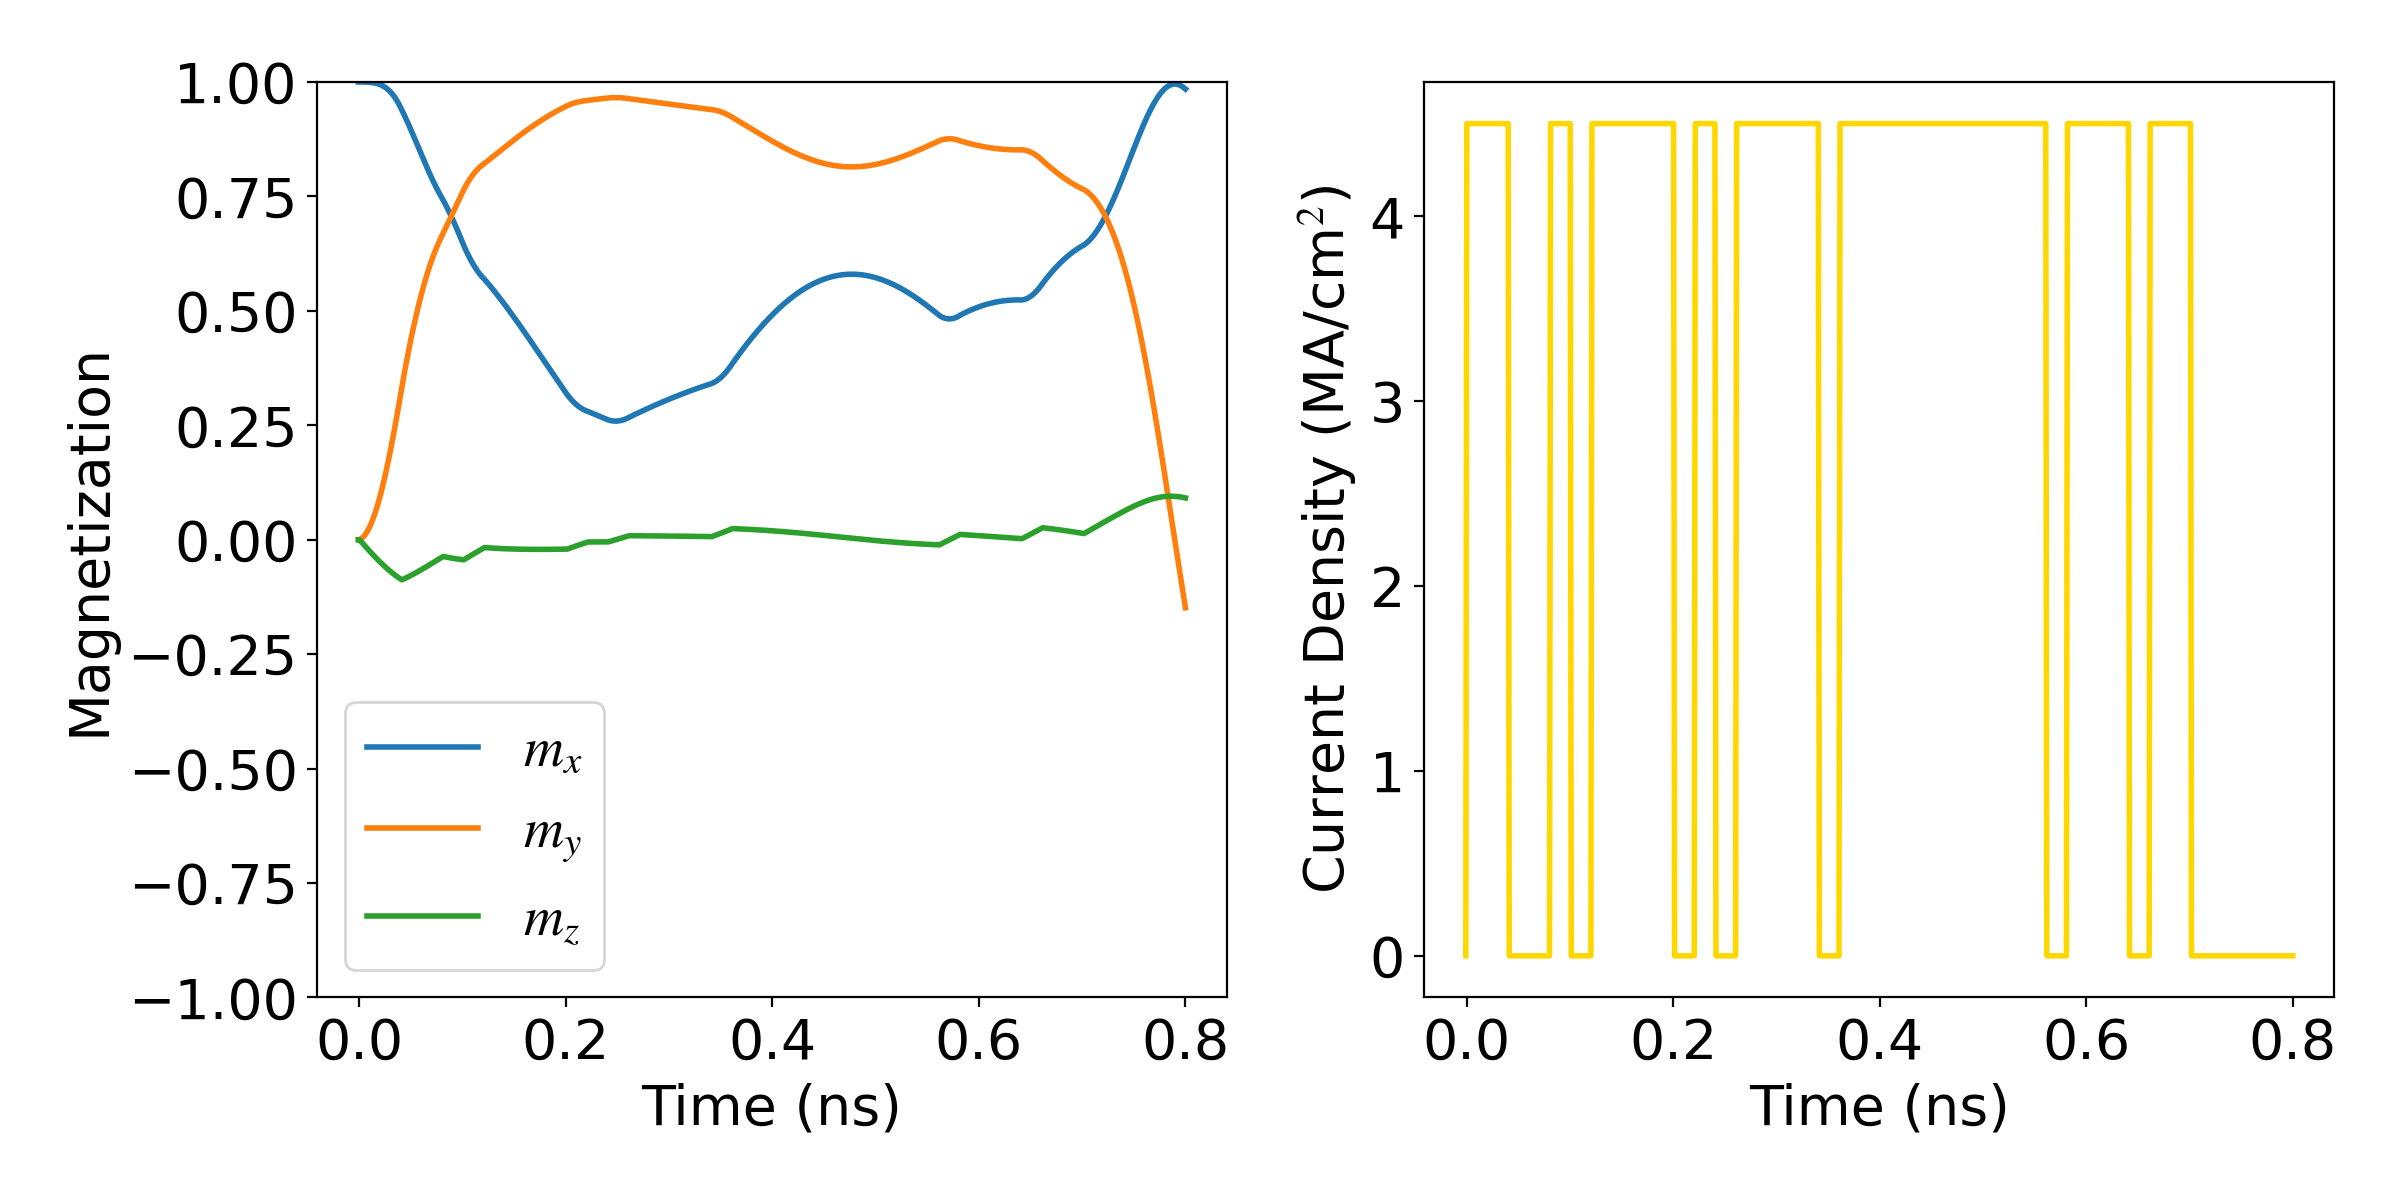 Magnetization
1.00
0.75
0.50
0.25
0.00
−0.25
−0.50
−0.75
−1.00
m_x
m_y
m_z
0.0 0.2 0.4 0.6 0.8
Time (ns)
Current Density (MA/cm²)
4
3
2
1
0
0.0 0.2 0.4 0.6 0.8
Time (ns)